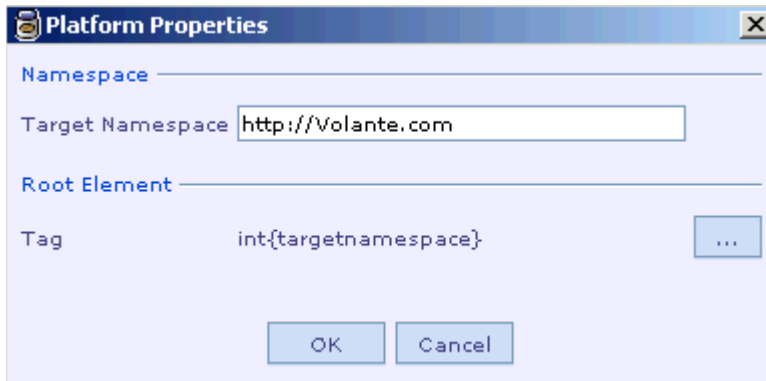 Platform Properties
Namespace
Target Namespace http://Volante.com
Root Element
Tag int{targetnamespace}
...
OK Cancel